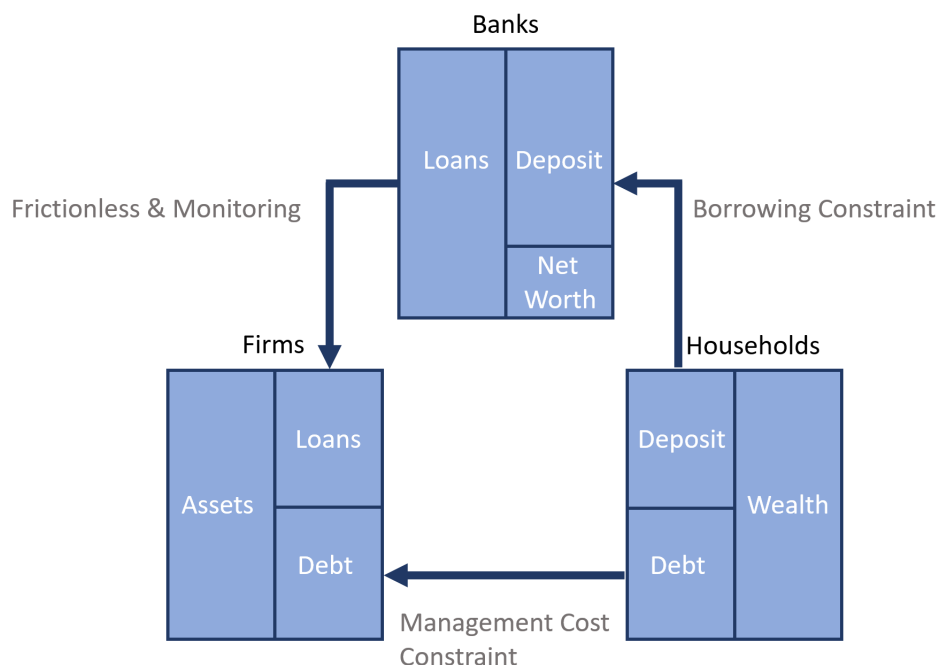 Banks
Loans
Deposit
Net
Worth
Frictionless & Monitoring
Borrowing Constraint
Firms
Households
Assets
Loans
Debt
Deposit
Debt
Wealth
Management Cost
Constraint